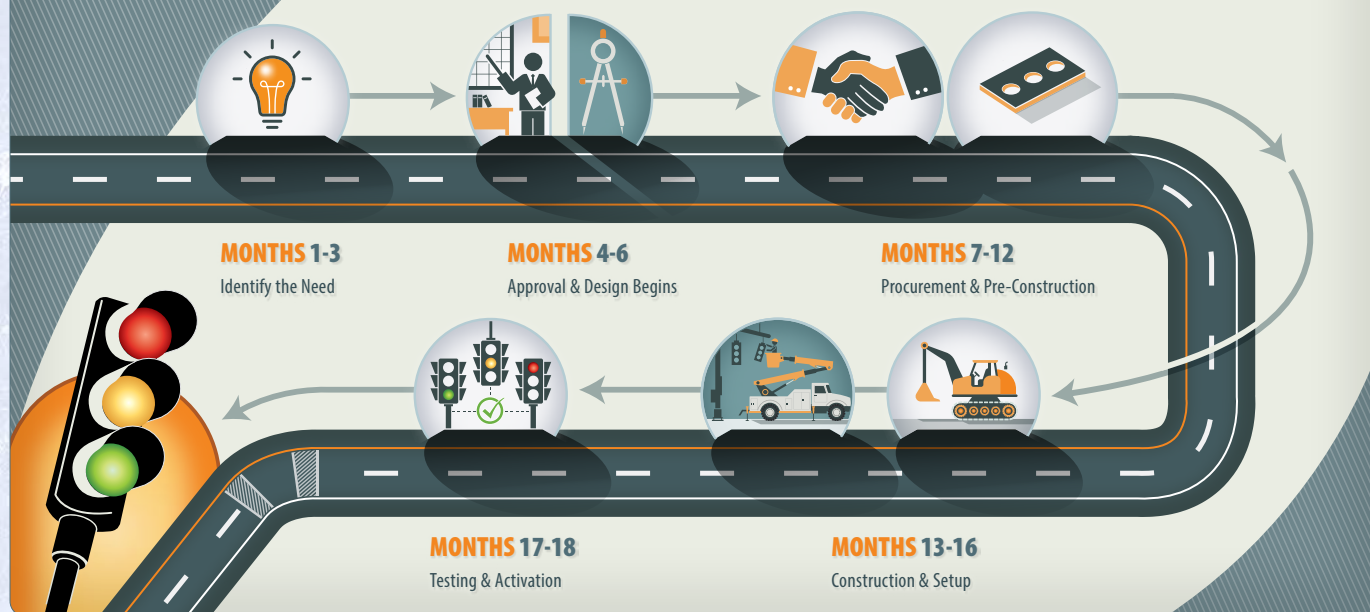 MONTHS 1-3
Identify the Need
MONTHS 4-6
Approval & Design Begins
MONTHS 7-12
Procurement & Pre-Construction
MONTHS 13-16
Construction & Setup
MONTHS 17-18
Testing & Activation